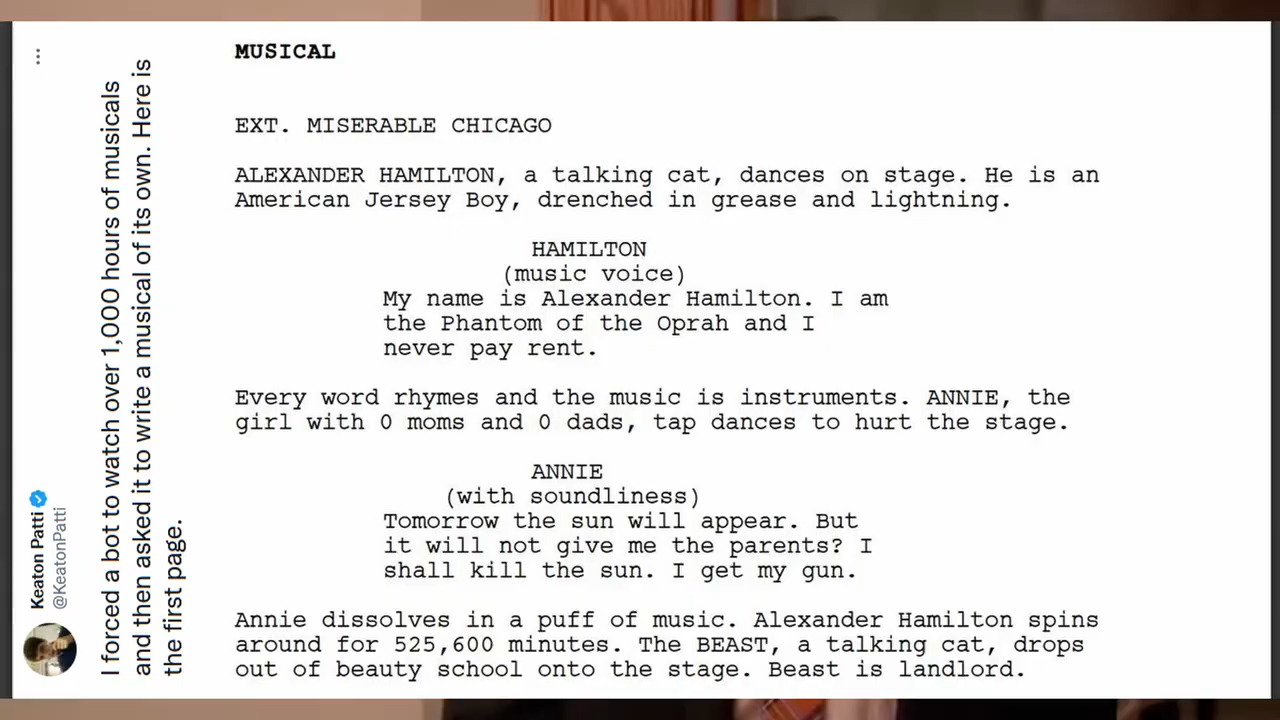 Keaton Patti
@KeatonPatti
I forced a bot to watch over 1,000 hours of musicals
and then asked it to write a musical of its own. Here is
the first page.
MUSICAL
EXT. MISERABLE CHICAGO
ALEXANDER HAMILTON, a talking cat, dances on stage. He is an
American Jersey Boy, drenched in grease and lightning.
HAMILTON
(music voice)
My name is Alexander Hamilton. I am
the Phantom of the Oprah and I
never pay rent.
Every word rhymes and the music is instruments. ANNIE, the
girl with 0 moms and 0 dads, tap dances to hurt the stage.
ANNIE
(with soundliness)
Tomorrow the sun will appear. But
it will not give me the parents? I
shall kill the sun. I get my gun.
Annie dissolves in a puff of music. Alexander Hamilton spins
around for 525,600 minutes. The BEAST, a talking cat, drops
out of beauty school onto the stage. Beast is landlord.